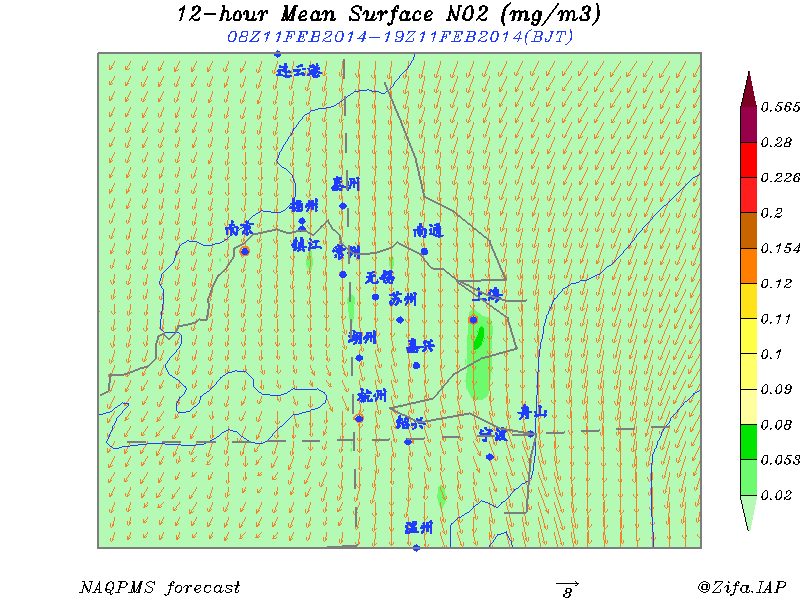 12-hour Mean Surface NO2 (mg/m3)
08Z11FEB2014-19Z11FEB2014(BJT)
连云港
泰州
扬州
南京
镇江
常州
南通
无锡
苏州
上海
湖州
嘉兴
杭州
绍兴
舟山
宁波
温州
0.565
0.28
0.226
0.2
0.154
0.12
0.11
0.1
0.09
0.08
0.053
0.02
NAQPMS forecast
8
@Zifa.IAP